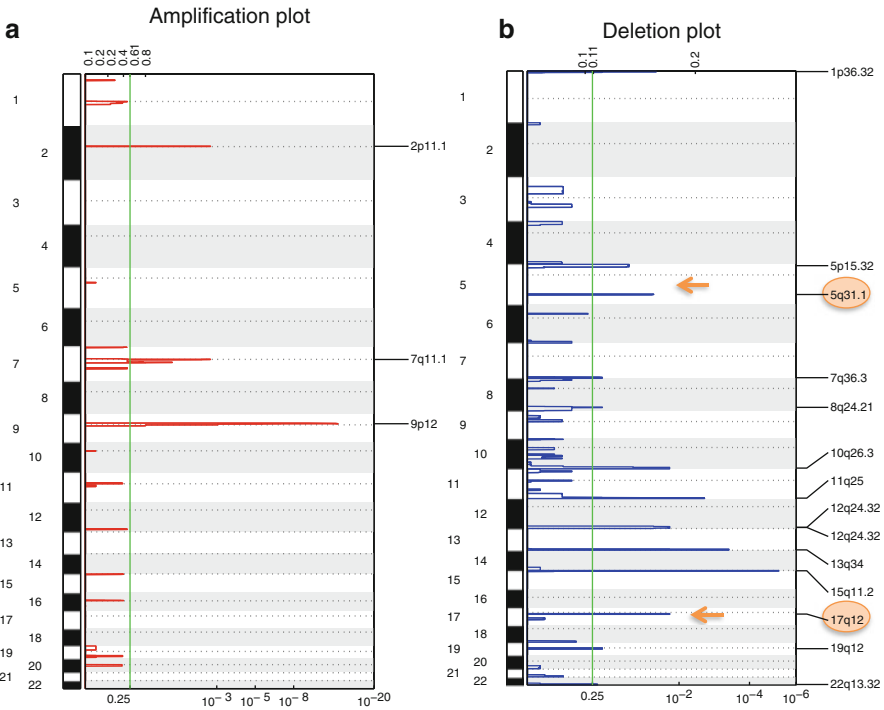 a
Amplification plot
0.1
0.2
0.2
0.4
0.61
0.8
1
2
3
4
5
6
7
8
9
10
11
12
13
14
15
16
17
18
19
20
21
22
2p11.1
7q11.1
9p12
0.25
10⁻³
10⁻⁵
10⁻⁸
10⁻²⁰
b
Deletion plot
0.1
0.11
0.2
1
2
3
4
5
6
7
8
9
10
11
12
13
14
15
16
17
18
19
20
21
22
1p36.32
5p15.32
5q31.1
7q36.3
8q24.21
10q26.3
11q25
12q24.32
12q24.32
13q34
15q11.2
17q12
19q12
22q13.32
0.25
10⁻²
10⁻⁴
10⁻⁶